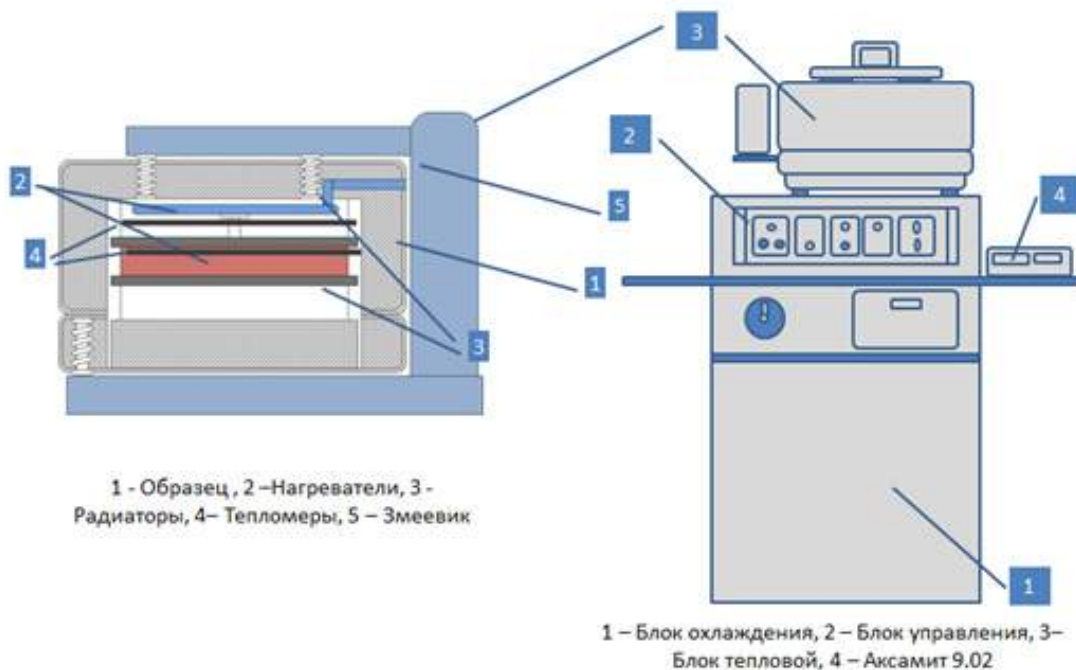 3
2
2
5
4
4
1
3
1
1 - Образец , 2 –Нагреватели, 3 -
Радиаторы, 4– Тепломеры, 5 – Змеевик
1 – Блок охлаждения, 2 – Блок управления, 3–
Блок тепловой, 4 – Аксамит 9.02